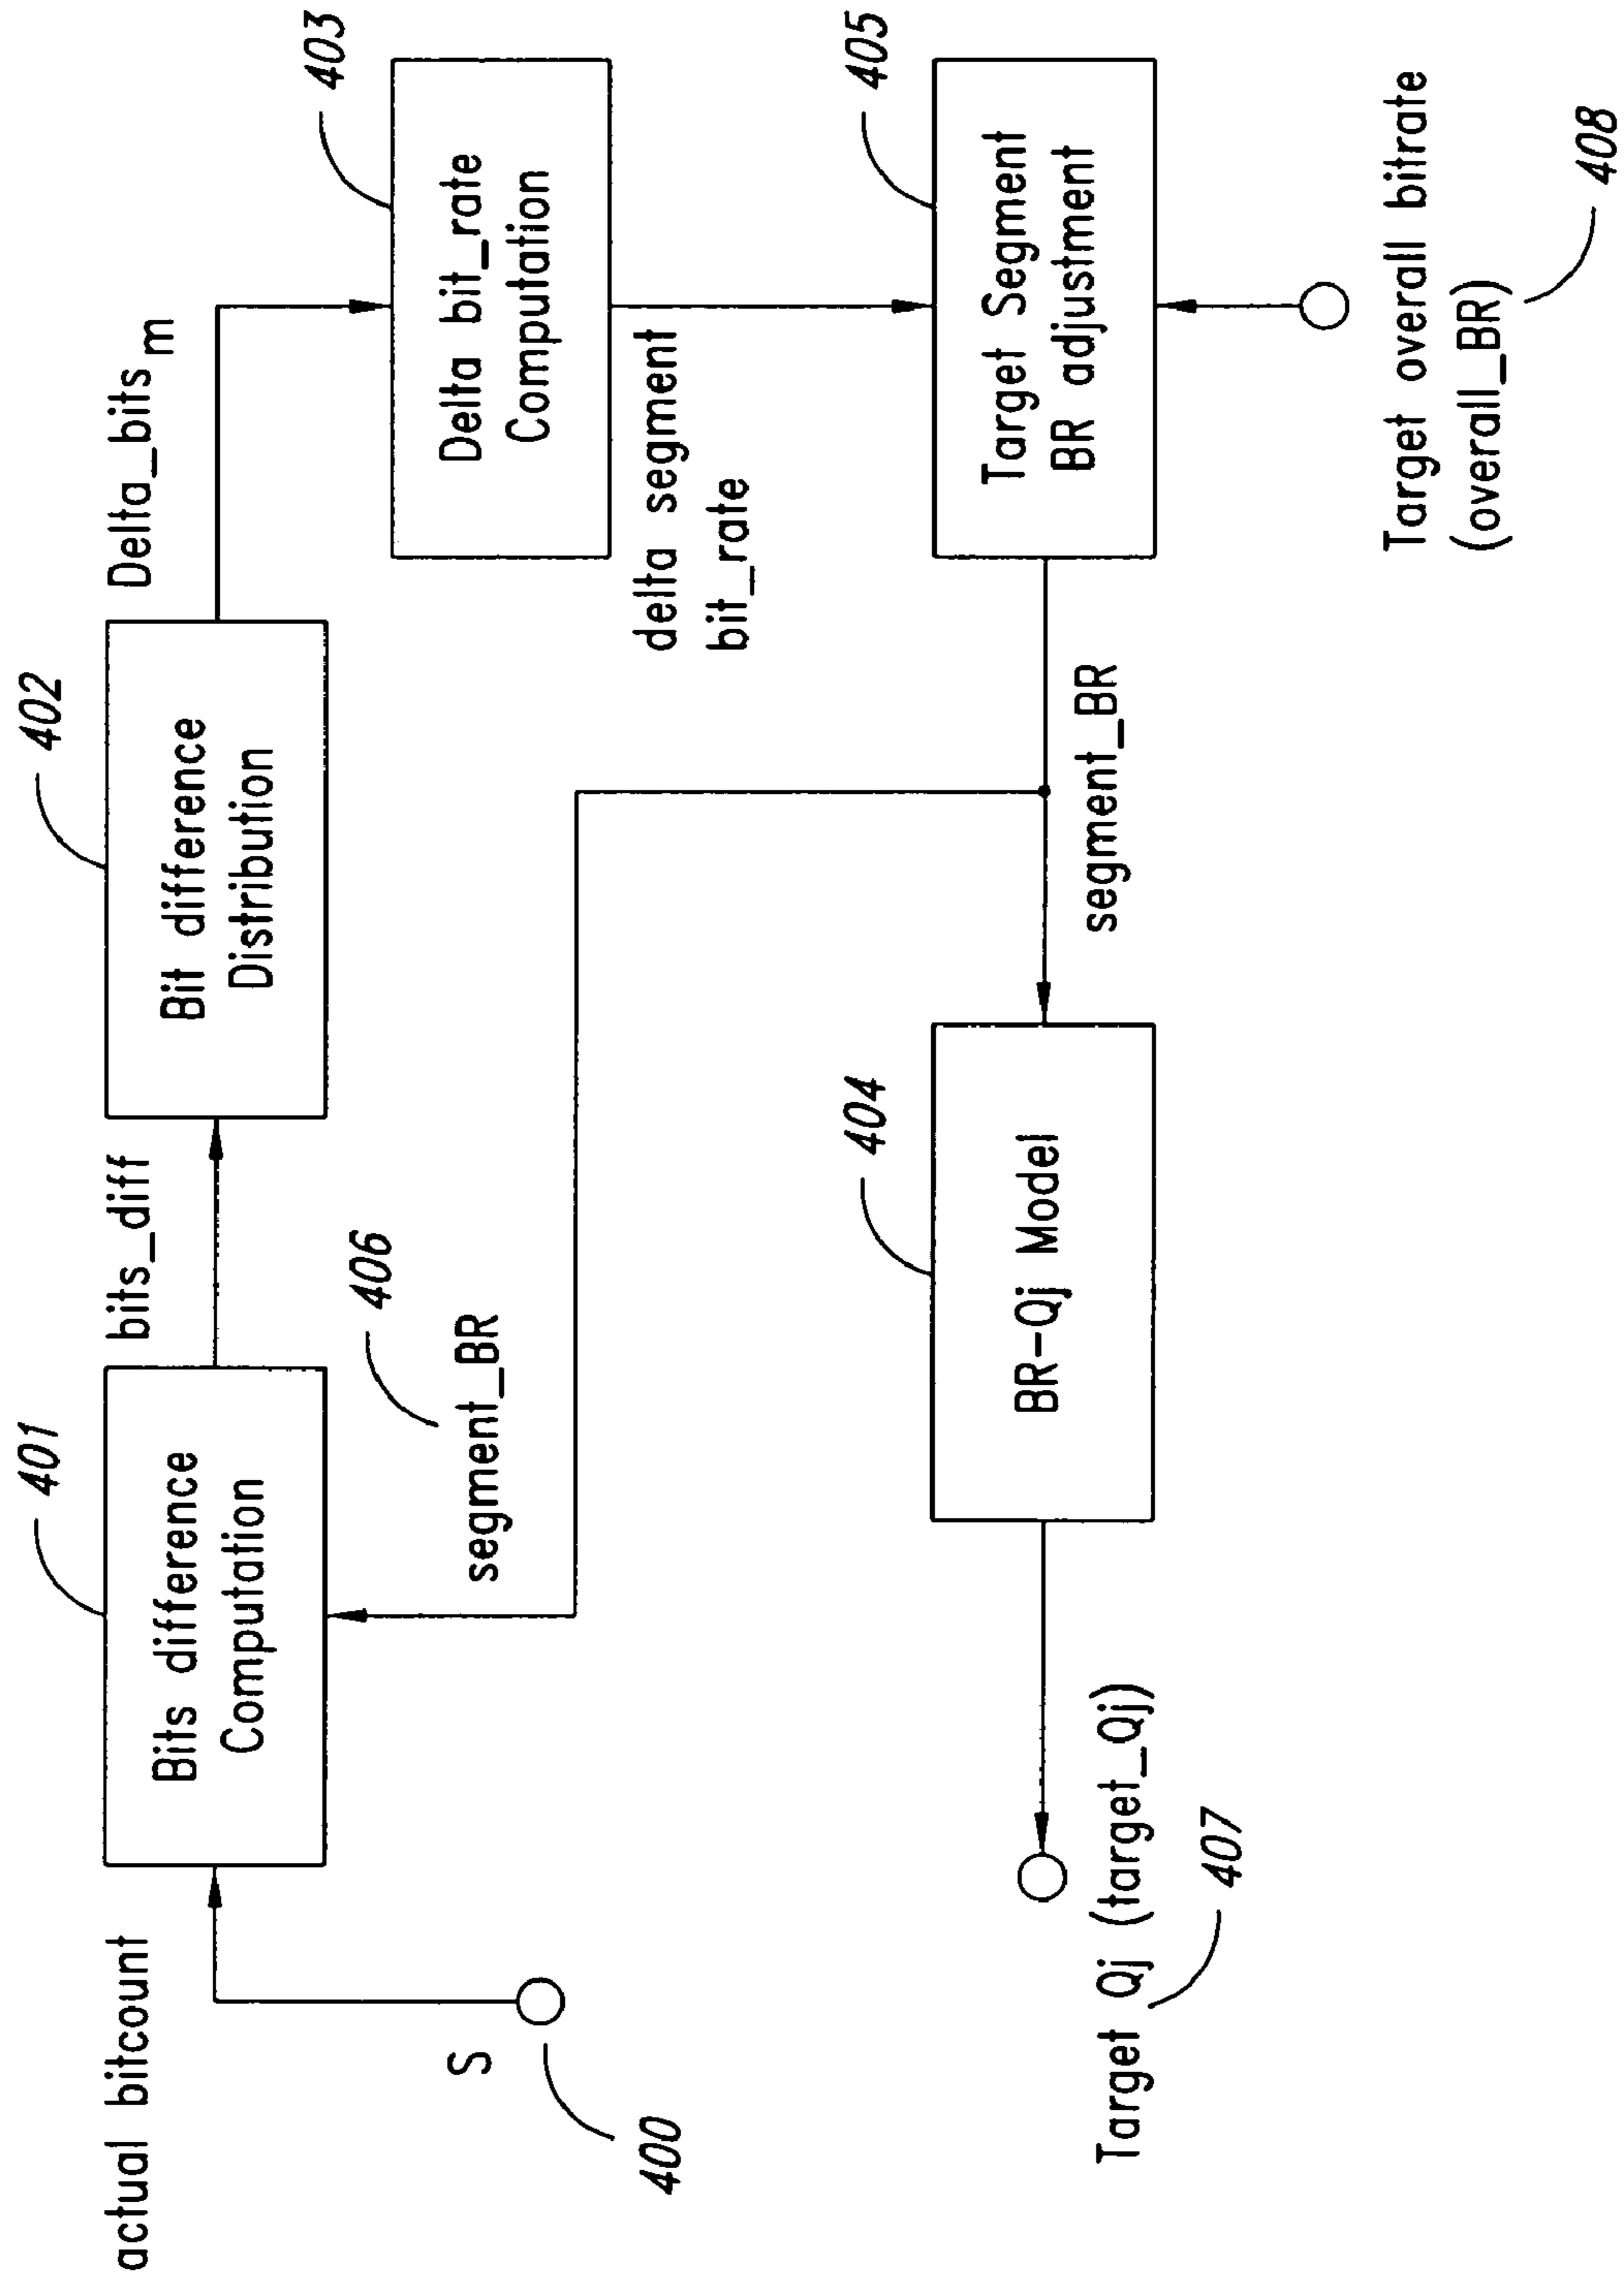 401
402
403
actual bitcount
bits_diff
Delta_bits m
Bits difference
Computation
Bit difference
Distribution
Delta bit_rate
Computation
S
400
406
segment_BR
delta segment
bit_rate
404
405
BR-Qj Model
Target Segment
BR adjustment
segment_BR
Target Qj (target_Qj)
407
Target overall bitrate
(overall_BR)
408